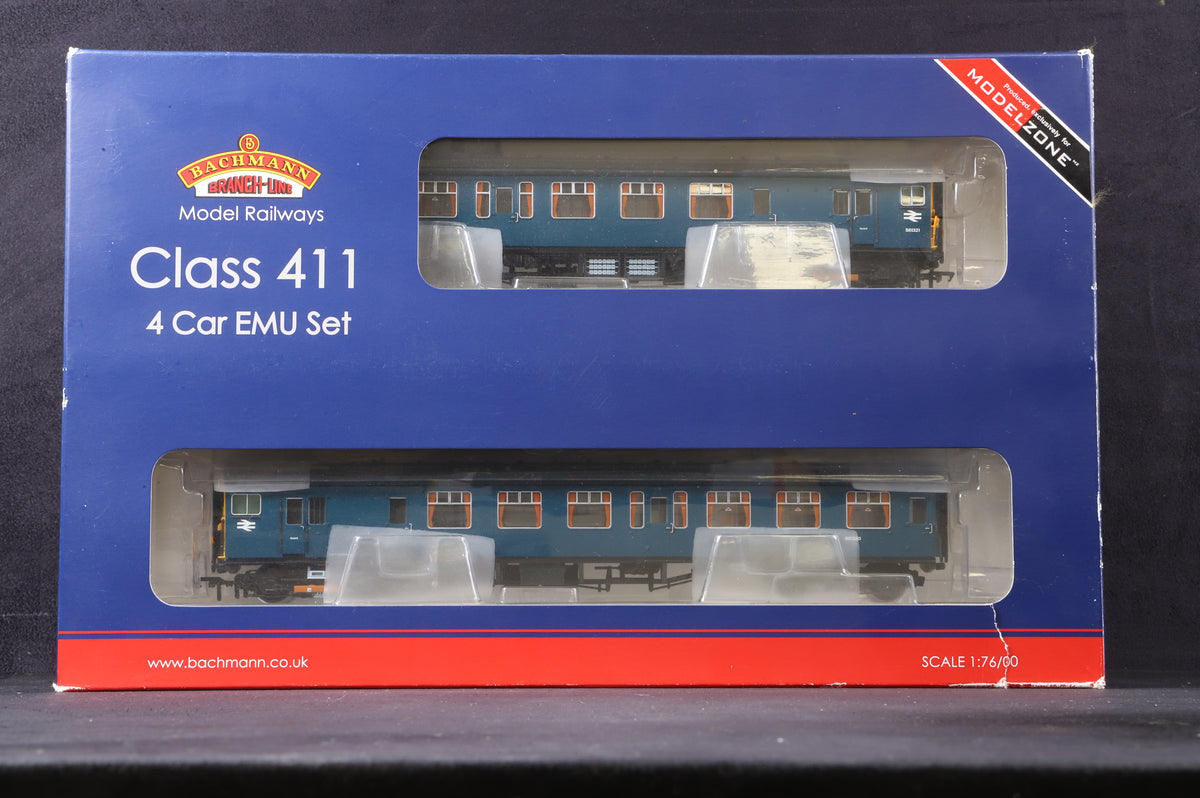 BACHMANN
BRANCH-LINE
Model Railways
Class 411
4 Car EMU Set
Produced exclusively for
MODELZONE
www.bachmann.co.uk
SCALE 1:76/00